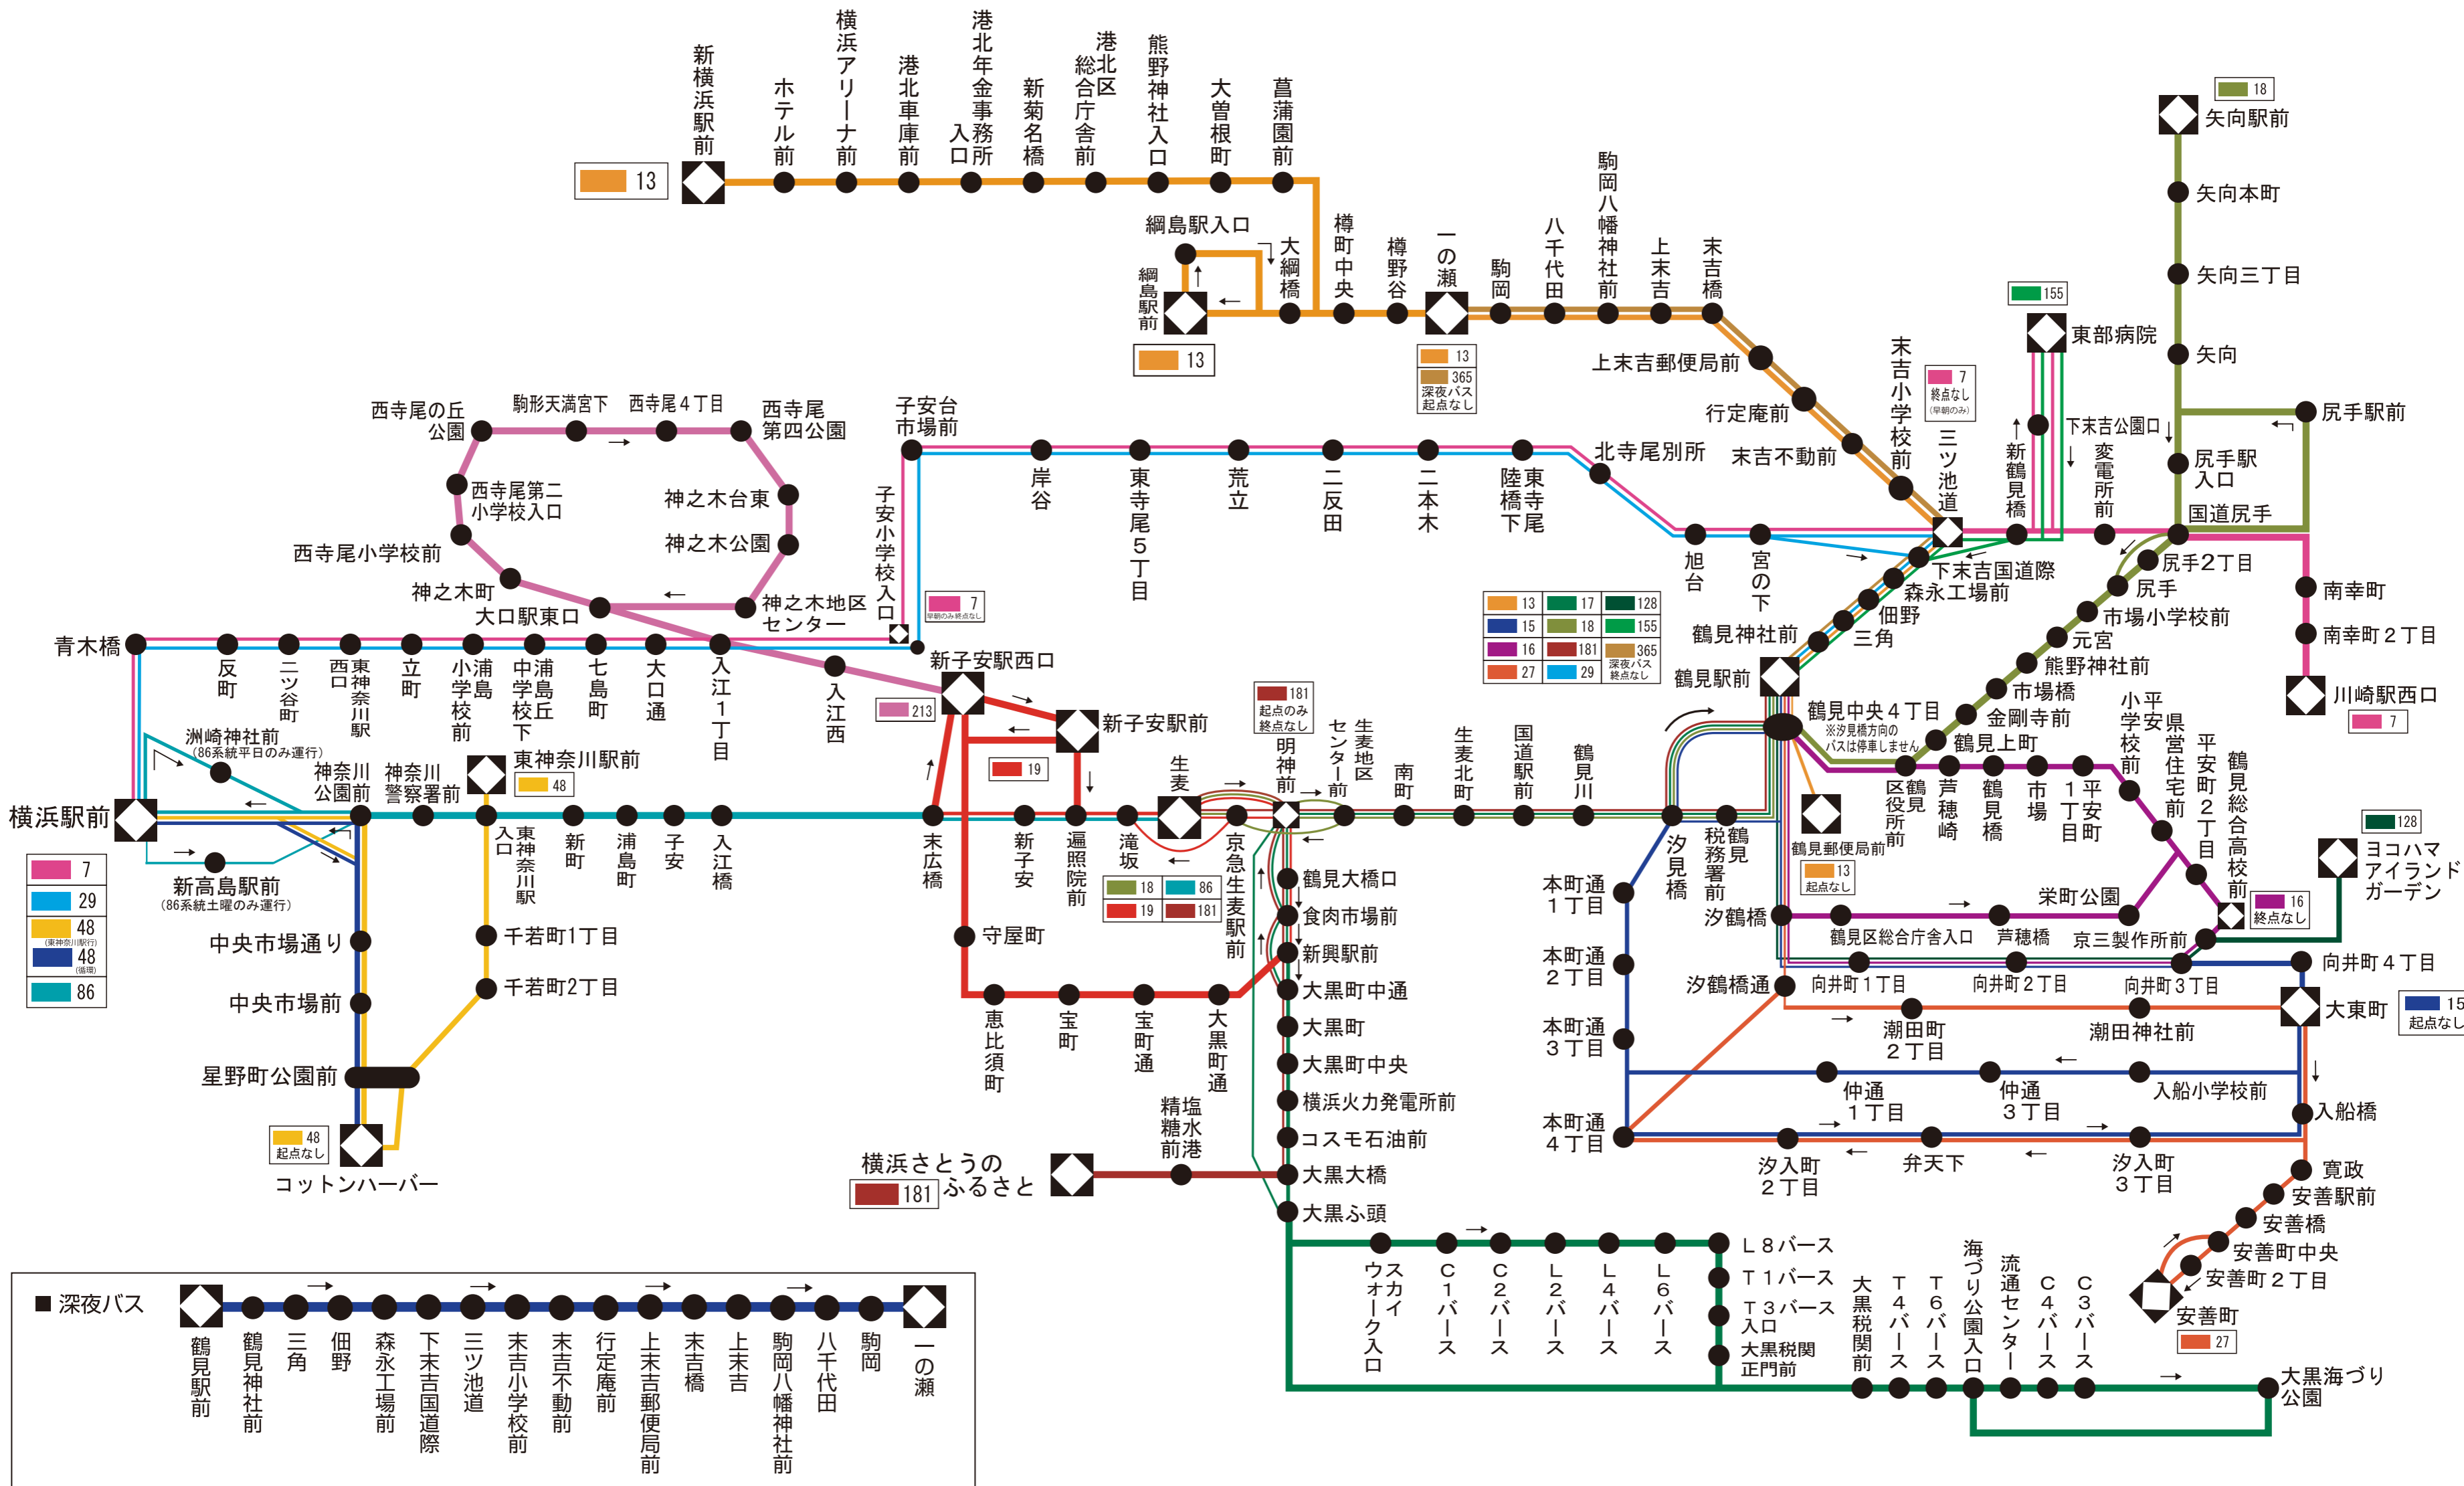 新横浜駅前
ホテル前
横浜アリーナ前
港北車庫前
港北年金事務所
入口
新菊名橋
港北区
総合庁舎前
熊野神社入口
大曽根町
菖蒲園前
13
綱島駅入口
綱島駅前
13
大綱橋
樽町中央
樽野谷
一の瀬
13
365
深夜バス
起点なし
駒岡
八千代田
駒岡八幡神社前
上末吉
末吉橋
上末吉郵便局前
行定庵前
末吉不動前
末吉小学校前
三ツ池道
7
終点なし
(早朝のみ)
155
東部病院
新鶴見橋
下末吉公園口
変電所前
18
矢向駅前
矢向本町
矢向三丁目
矢向
尻手駅前
尻手駅
入口
国道尻手
尻手2丁目
尻手
市場小学校前
元宮
熊野神社前
市場橋
金剛寺前
鶴見上町
南幸町
南幸町2丁目
川崎駅西口
7
西寺尾の丘
公園
駒形天満宮下
西寺尾4丁目
西寺尾
第四公園
西寺尾第二
小学校入口
神之木台東
西寺尾小学校前
神之木公園
神之木町
大口駅東口
神之木地区
センター
子安台
市場前
子安小学校入口
7
早朝のみ終点なし
岸谷
東寺尾5丁目
荒立
二反田
二本木
東寺尾
陸橋下
北寺尾別所
旭台
宮の下
下末吉国道際
森永工場前
佃野
三角
鶴見神社前
鶴見駅前
13
17
128
15
18
155
16
181
365
深夜バス
終点なし
27
29
青木橋
反町
二ツ谷町
東神奈川駅
西口
立町
浦島
小学校前
浦島丘
中学校下
七島町
大口通
入江1丁目
入江西
新子安駅西口
213
新子安駅前
19
洲崎神社前
(86系統平日のみ運行)
横浜駅前
7
29
48
(東神奈川駅行)
48
(循環)
86
新高島駅前
(86系統土曜のみ運行)
神奈川
公園前
神奈川
警察署前
東神奈川駅前
48
東神奈川駅
入口
新町
浦島町
子安
入江橋
末広橋
新子安
遍照院前
滝坂
生麦
18
86
19
181
京急生麦駅前
181
起点のみ
終点なし
明神前
生麦地区
センター前
南町
生麦北町
国道駅前
鶴見川
汐見橋
鶴見
税務署前
鶴見中央4丁目
※汐見橋方向の
バスは停車しません
鶴見郵便局前
13
起点なし
鶴見
区役所前
芦穂崎
鶴見橋
市場
平安町
1丁目
平安
小学校前
県営住宅前
平安町2丁目
鶴見総合高校前
16
終点なし
128
ヨコハマ
アイランド
ガーデン
中央市場通り
中央市場前
星野町公園前
48
起点なし
コットンハーバー
千若町1丁目
千若町2丁目
守屋町
恵比須町
宝町
宝町通
大黒町通
鶴見大橋口
食肉市場前
新興駅前
大黒町中通
大黒町
大黒町中央
横浜火力発電所前
コスモ石油前
大黒大橋
大黒ふ頭
塩水港
精糖前
横浜さとうの
ふるさと
181
本町通
1丁目
本町通
2丁目
本町通
3丁目
本町通
4丁目
汐鶴橋
鶴見区総合庁舎入口
芦穂橋
栄町公園
京三製作所前
向井町1丁目
向井町2丁目
向井町3丁目
向井町4丁目
汐鶴橋通
潮田町
2丁目
潮田神社前
大東町
15
起点なし
仲通
1丁目
仲通
3丁目
入船小学校前
入船橋
汐入町
2丁目
弁天下
汐入町
3丁目
寛政
安善駅前
安善橋
安善町中央
安善町2丁目
安善町
27
スカイ
ウォーク入口
C1バース
C2バース
L2バース
L4バース
L6バース
L8バース
T1バース
T3バース
入口
大黒税関
正門前
大黒税関前
T4バース
T6バース
海づり公園入口
流通センター
C4バース
C3バース
大黒海づり
公園
■ 深夜バス
鶴見駅前
鶴見神社前
三角
佃野
森永工場前
下末吉国道際
三ツ池道
末吉小学校前
末吉不動前
行定庵前
上末吉郵便局前
末吉橋
上末吉
駒岡八幡神社前
八千代田
駒岡
一の瀬